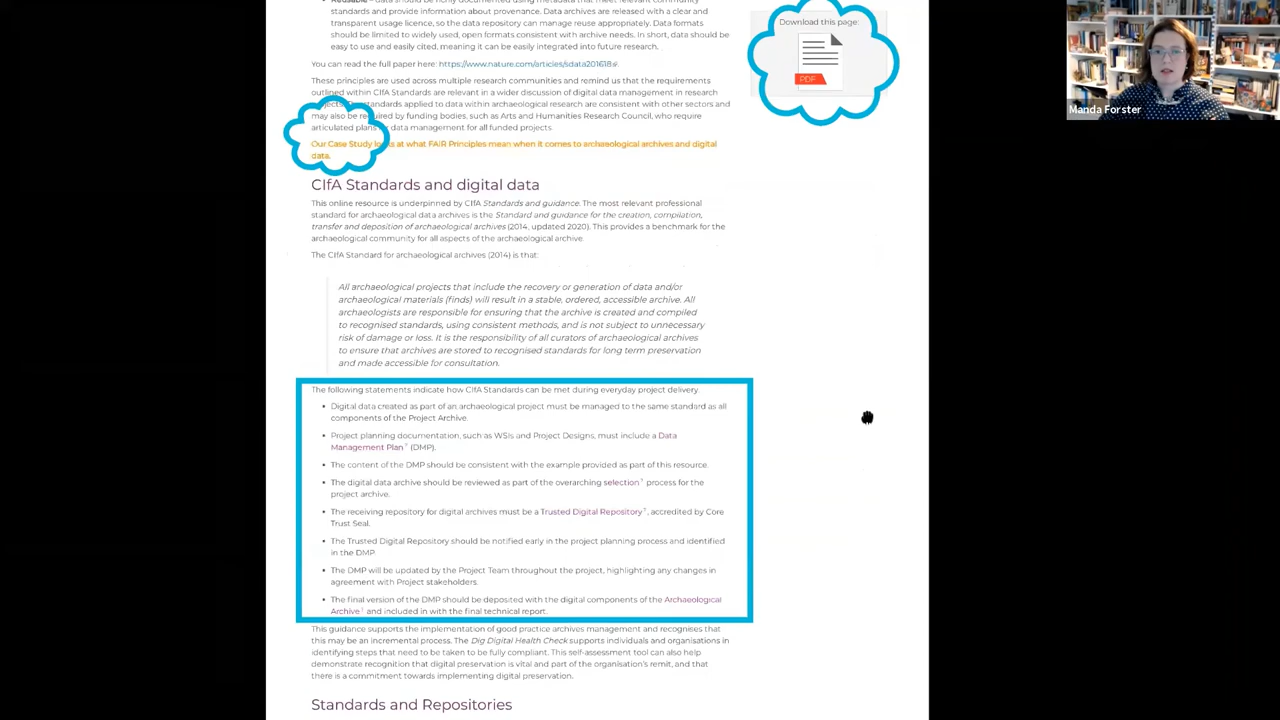 Reusable – data should be richly documented using metadata that meet relevant community
standards and provide information about provenance. Data archives are released with a clear and
transparent usage licence, so the data repository can manage reuse appropriately. Data formats
should be limited to widely used, open formats consistent with archive needs. In short, data should be
easy to use and easily cited, meaning it can be easily integrated into future research.
You can read the full paper here: https://www.nature.com/articles/sdata201618
These principles are used across multiple research communities and remind us that the requirements
outlined within CIfA Standards are relevant in a wider discussion of digital data management in research
standards applied to data within archaeological research are consistent with other sectors and
may also be required by funding bodies, such as Arts and Humanities Research Council, who require
articulated plans data management for all funded projects.
Our Case Study looks at what FAIR Principles mean when it comes to archaeological archives and digital
data.
CIfA Standards and digital data
This online resource is underpinned by CIfA Standards and guidance. The most relevant professional
standard for archaeological data archives is the Standard and guidance for the creation, compilation,
transfer and deposition of archaeological archives (2014, updated 2020). This provides a benchmark for the
archaeological community for all aspects of the archaeological archive.
The CIfA Standard for archaeological archives (2014) is that:
All archaeological projects that include the recovery or generation of data and/or
archaeological materials (finds) will result in a stable, ordered, accessible archive. All
archaeologists are responsible for ensuring that the archive is created and compiled
to recognised standards, using consistent methods, and is not subject to unnecessary
risk of damage or loss. It is the responsibility of all curators of archaeological archives
to ensure that archives are stored to recognised standards for long term preservation
and made accessible for consultation.
The following statements indicate how CIfA Standards can be met during everyday project delivery.
• Digital data created as part of an archaeological project must be managed to the same standard as all
components of the Project Archive.
• Project planning documentation, such as WSIs and Project Designs, must include a Data
Management Plan ? (DMP).
• The content of the DMP should be consistent with the example provided as part of this resource.
• The digital data archive should be reviewed as part of the overarching selection ? process for the
project archive.
• The receiving repository for digital archives must be a Trusted Digital Repository ?, accredited by Core
Trust Seal.
• The Trusted Digital Repository should be notified early in the project planning process and identified
in the DMP.
• The DMP will be updated by the Project Team throughout the project, highlighting any changes in
agreement with Project stakeholders.
• The final version of the DMP should be deposited with the digital components of the Archaeological
Archive ? and included in with the final technical report.
This guidance supports the implementation of good practice archives management and recognises that
this may be an incremental process. The Dig Digital Health Check supports individuals and organisations in
identifying steps that need to be taken to be fully compliant. This self-assessment tool can also help
demonstrate recognition that digital preservation is vital and part of the organisation's remit, and that
there is a commitment towards implementing digital preservation.
Standards and Repositories
Download this page:
PDF
Manda Forster